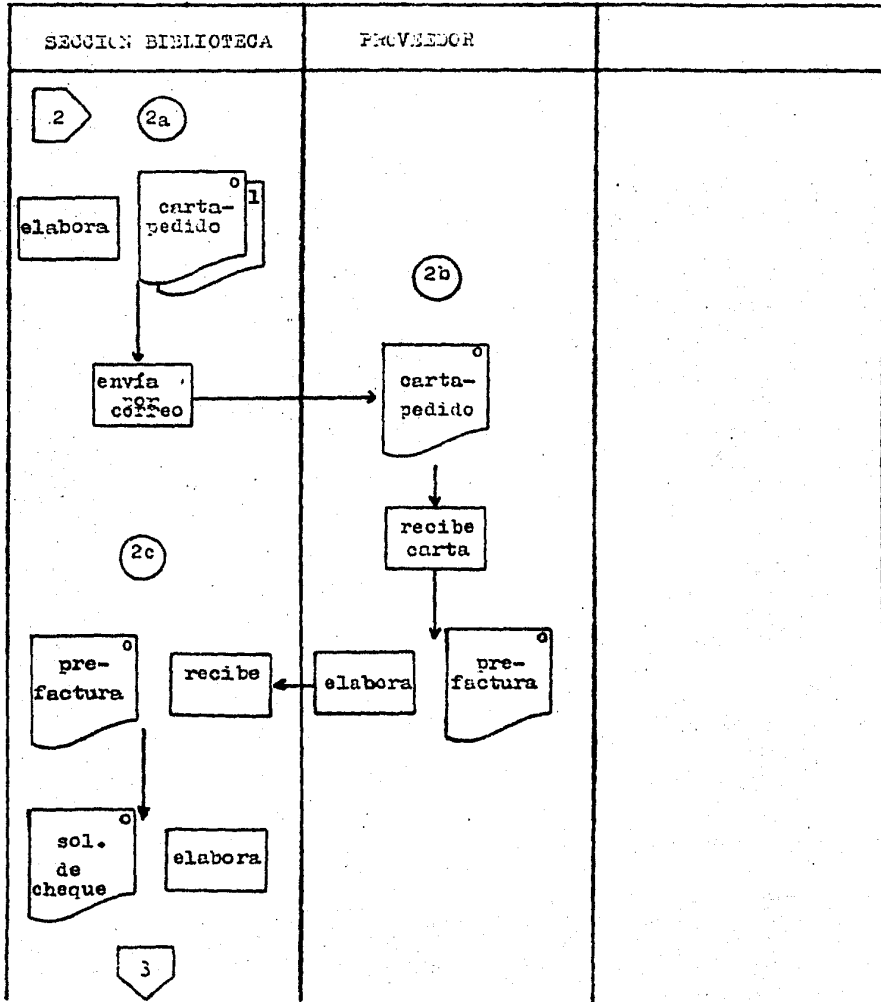 SECCION BIBLIOTECA
PROVEEDOR
2
2a
elabora
carta-
pedido
o
1
envía
por
correo
2b
o
carta-
pedido
recibe
carta
2c
o
pre-
factura
recibe
elabora
o
pre-
factura
o
sol.
de
cheque
elabora
3